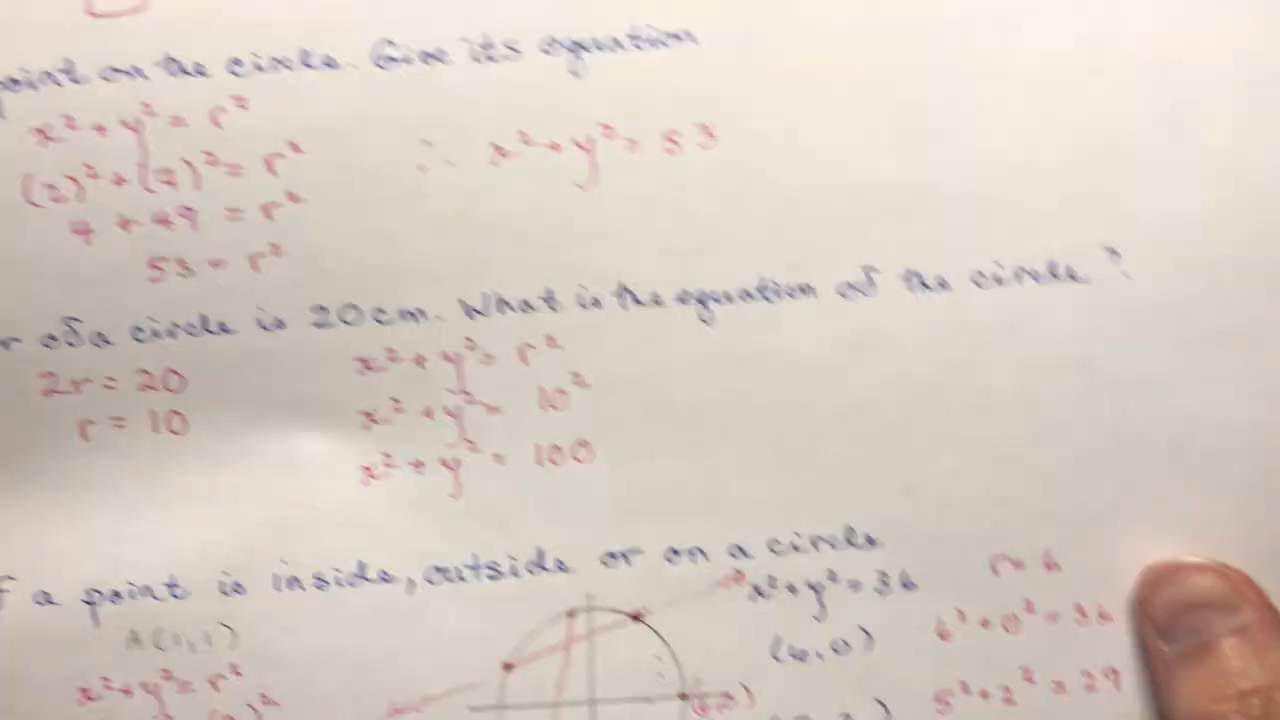 point on the circle. Give its equation
x² + y² = r²
(2)² + (7)² = r²
∴ x² + y² = 53
4 + 49 = r²
53 = r²
of a circle is 20cm. What is the equation of the circle?
2r = 20
r = 10
x² + y² = r²
x² + y² = 10²
x² + y² = 100
a point is inside, outside or on a circle
A(1,1)
x² + y² = r²
x² + y² = 36
(6,0)
r = 6
6² + 0² = 36
5² + 2² = 29